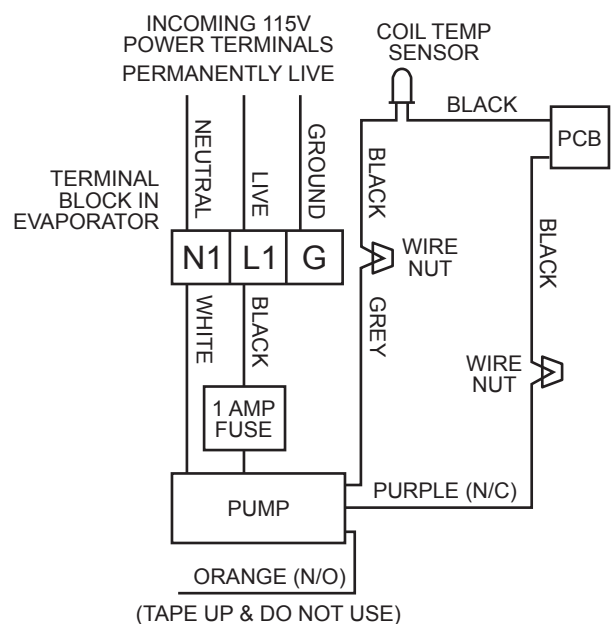 INCOMING 115V
POWER TERMINALS
PERMANENTLY LIVE
COIL TEMP
SENSOR
BLACK
PCB
NEUTRAL
LIVE
GROUND
BLACK
BLACK
TERMINAL
BLOCK IN
EVAPORATOR
N1 L1 G
WIRE
NUT
WHITE
BLACK
GREY
WIRE
NUT
1 AMP
FUSE
PUMP
PURPLE (N/C)
ORANGE (N/O)
(TAPE UP & DO NOT USE)